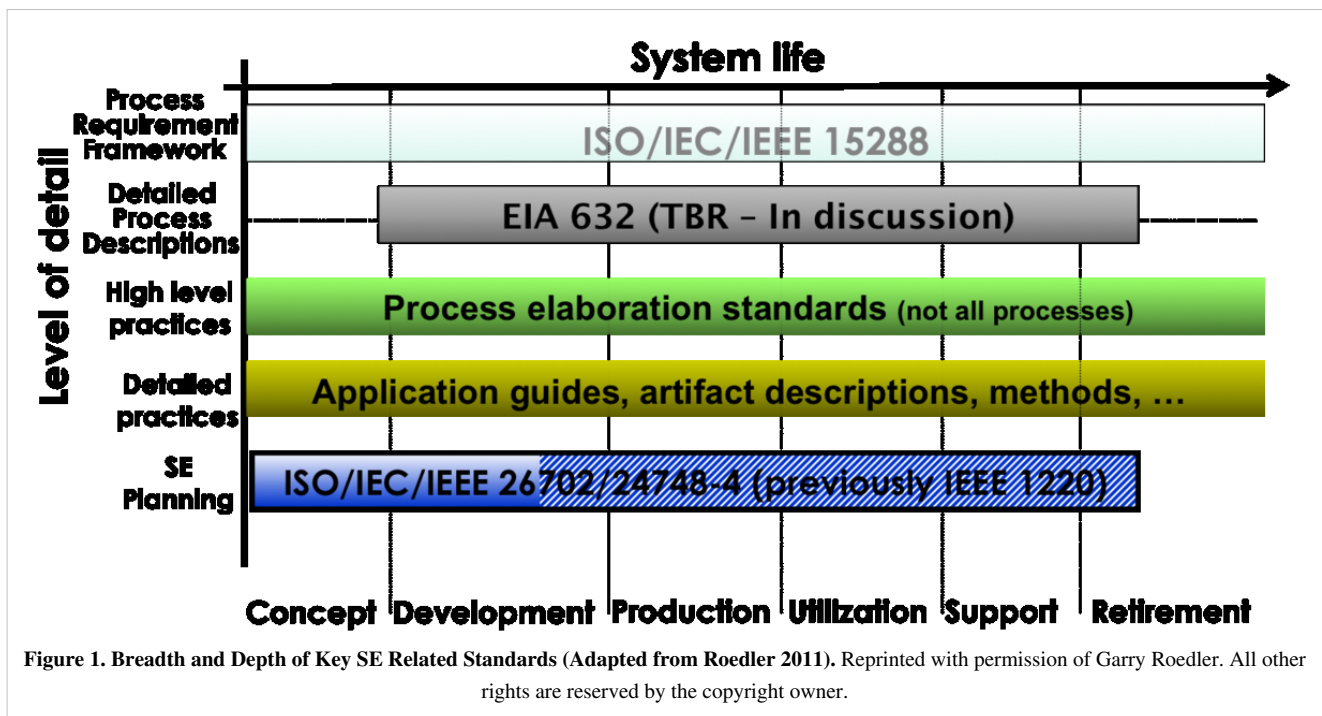 System life
Level of detail
Process
Requirement
Framework
ISO/IEC/IEEE 15288
Detailed
Process
Descriptions
EIA 632 (TBR – In discussion)
High level
practices
Process elaboration standards (not all processes)
Detailed
practices
Application guides, artifact descriptions, methods, …
SE
Planning
ISO/IEC/IEEE 26702/24748-4 (previously IEEE 1220)
Concept Development Production Utilization Support Retirement
Figure 1. Breadth and Depth of Key SE Related Standards (Adapted from Roedler 2011). Reprinted with permission of Garry Roedler. All other
rights are reserved by the copyright owner.